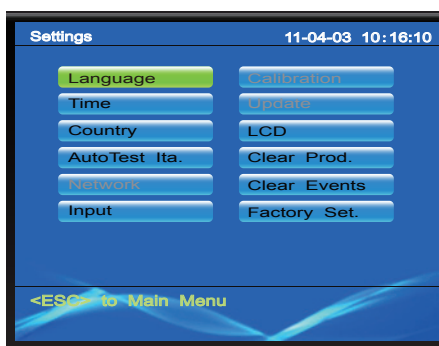 Settings 11-04-03 10:16:10
Language Calibration
Time Update
Country LCD
AutoTest Ita. Clear Prod.
Network Clear Events
Input Factory Set.
<ESC> to Main Menu